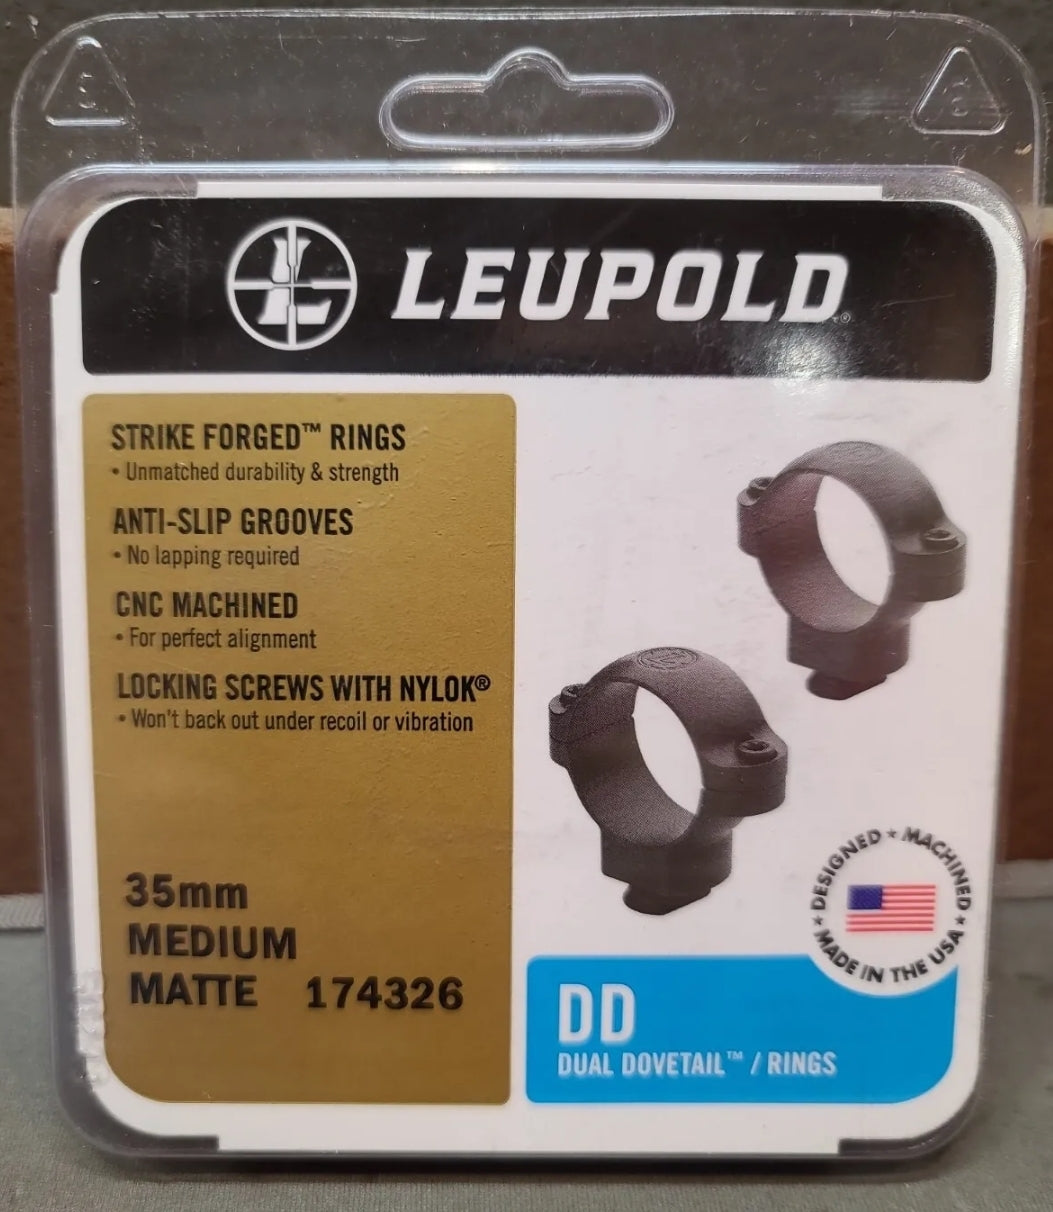 LEUPOLD®
STRIKE FORGED™ RINGS
• Unmatched durability & strength
ANTI-SLIP GROOVES
• No lapping required
CNC MACHINED
• For perfect alignment
LOCKING SCREWS WITH NYLOK®
• Won't back out under recoil or vibration
35mm
MEDIUM
MATTE 174326
DESIGNED ★ MACHINED ★ MADE IN THE USA ★
DD
DUAL DOVETAIL™ / RINGS